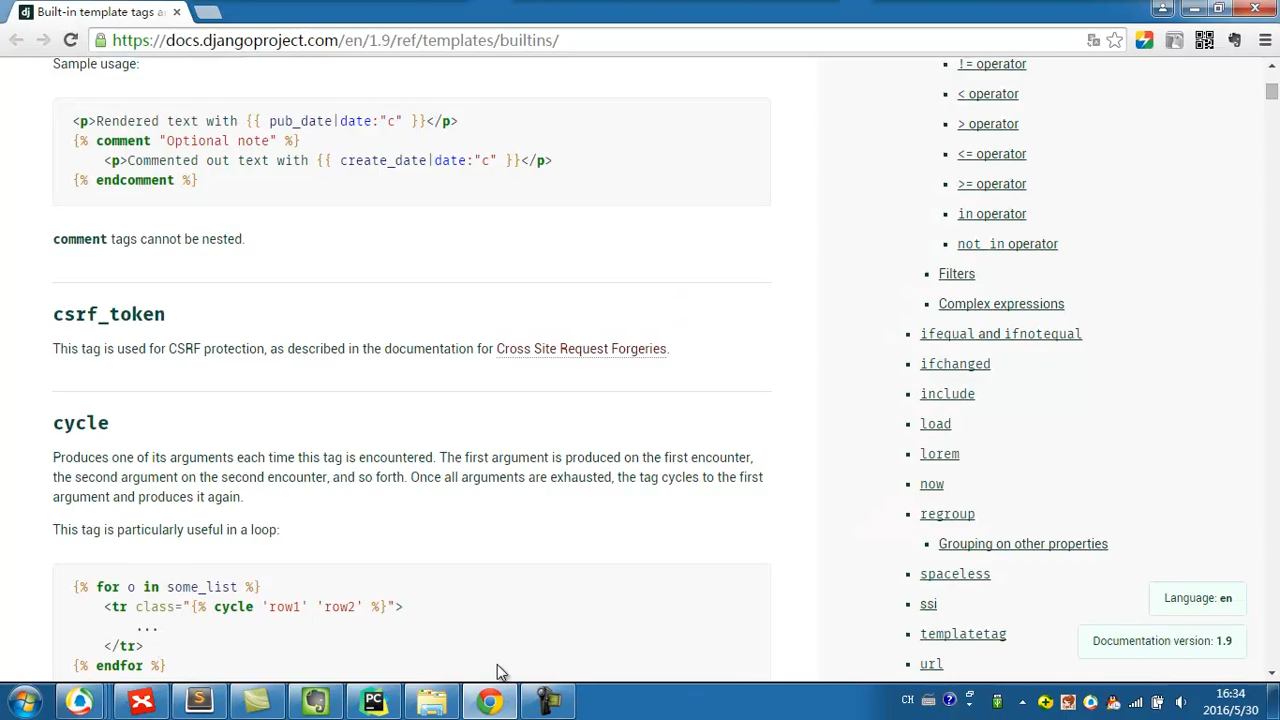 Built-in template tags a
https://docs.djangoproject.com/en/1.9/ref/templates/builtins/
Sample usage:
<p>Rendered text with {{ pub_date|date:"c" }}</p>
{% comment "Optional note" %}
<p>Commented out text with {{ create_date|date:"c" }}</p>
{% endcomment %}
comment tags cannot be nested.
csrf_token
This tag is used for CSRF protection, as described in the documentation for Cross Site Request Forgeries.
cycle
Produces one of its arguments each time this tag is encountered. The first argument is produced on the first encounter,
the second argument on the second encounter, and so forth. Once all arguments are exhausted, the tag cycles to the first
argument and produces it again.
This tag is particularly useful in a loop:
{% for o in some_list %}
<tr class="{% cycle 'row1' 'row2' %}">
...
</tr>
{% endfor %}
!= operator
< operator
> operator
<= operator
>= operator
in operator
not in operator
Filters
Complex expressions
ifequal and ifnotequal
ifchanged
include
load
lorem
now
regroup
Grouping on other properties
spaceless
ssi
templatetag
url
Language: en
Documentation version: 1.9
CH
16:34
2016/5/30